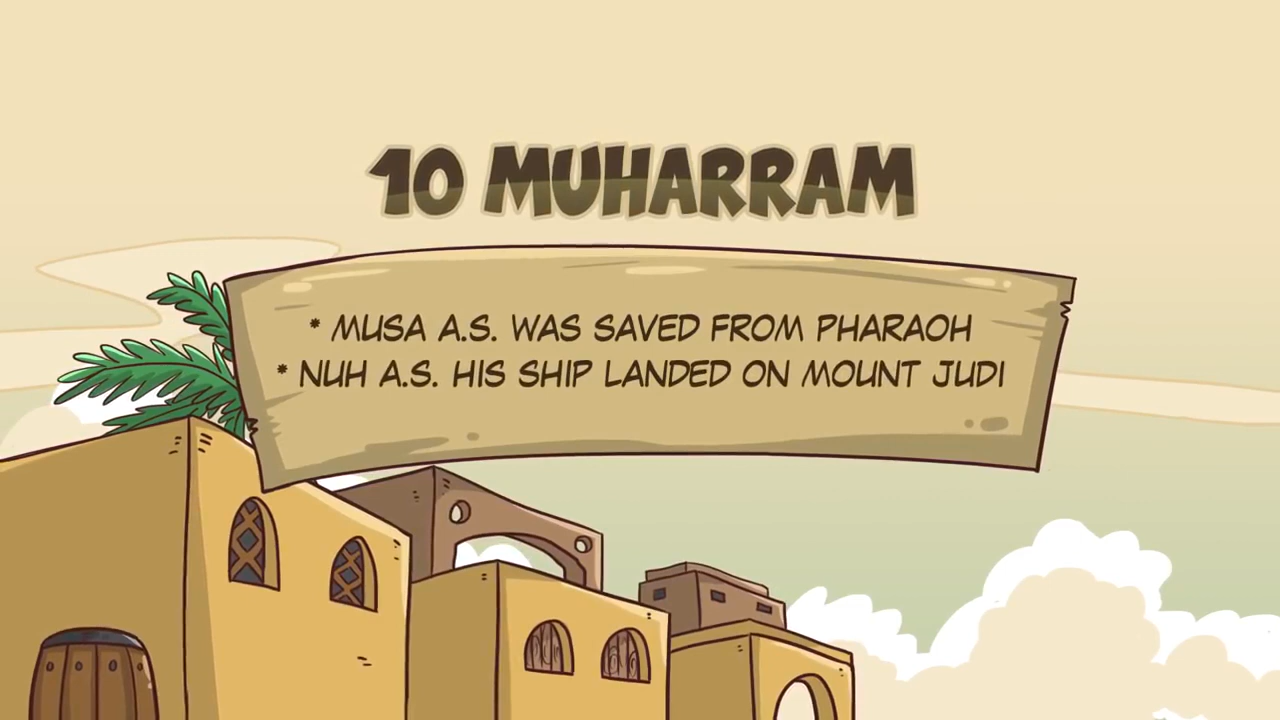 10 MUHARRAM
* MUSA A.S. WAS SAVED FROM PHARAOH
* NUH A.S. HIS SHIP LANDED ON MOUNT JUDI